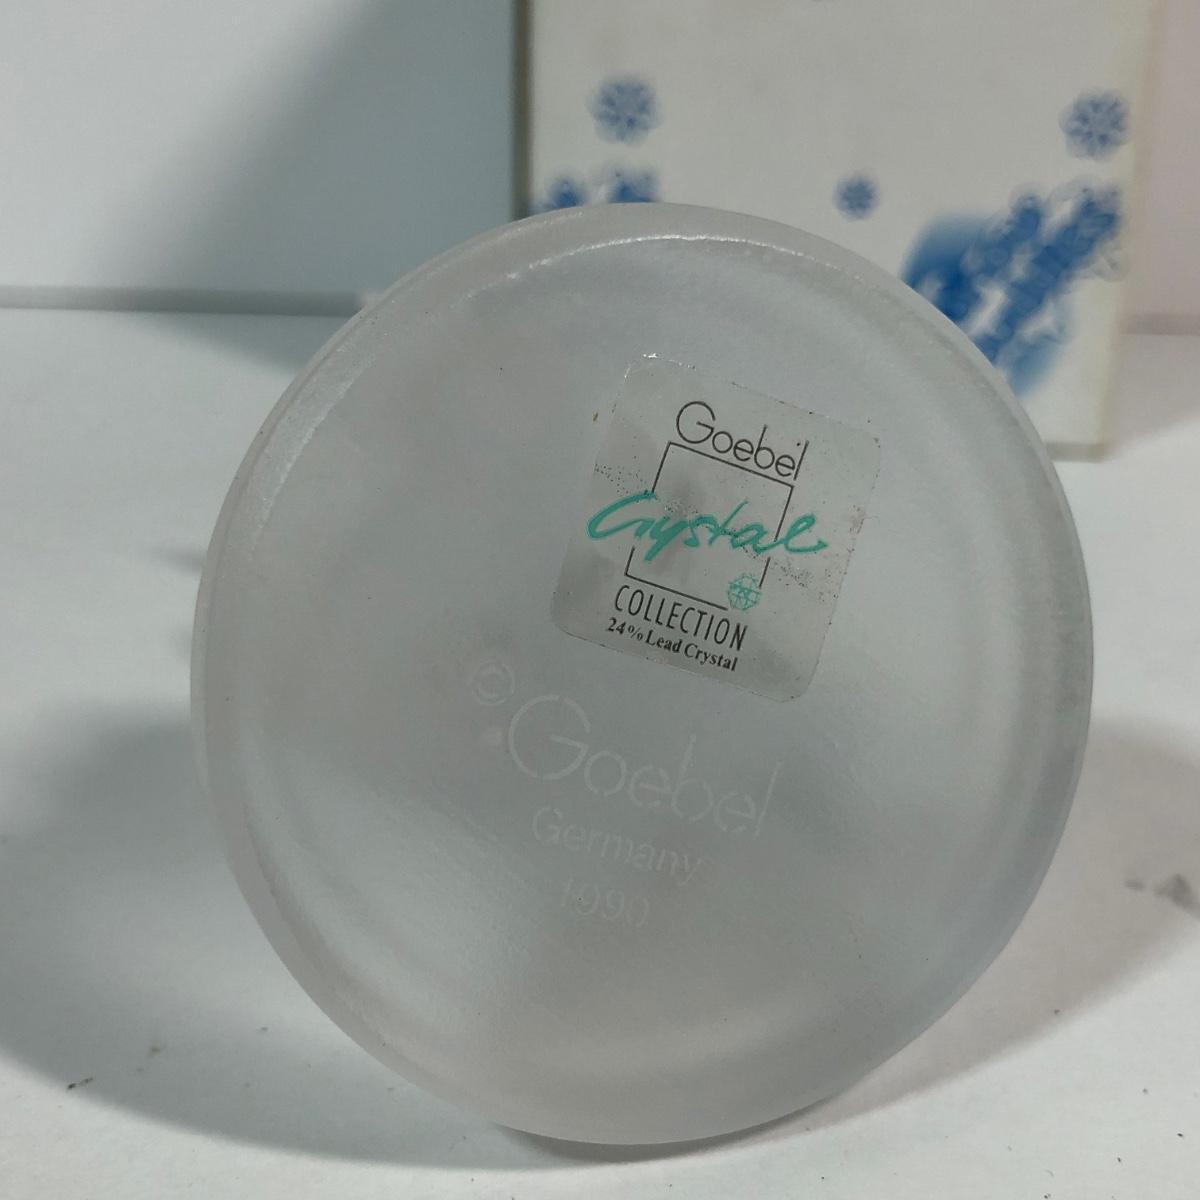 Goebel
Crystal
COLLECTION
24% Lead Crystal
© Goebel
Germany
1990